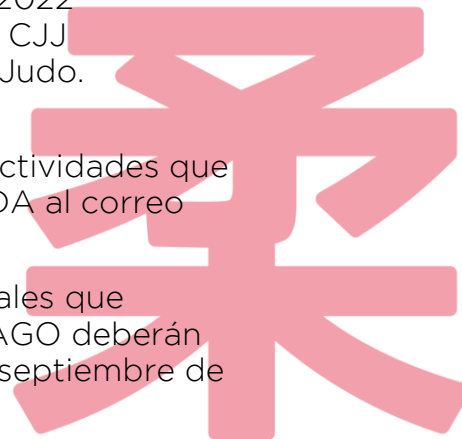 2022
CJJ
Judo.
ctividades que
DA al correo
ales que
AGO deberán
septiembre de
柔